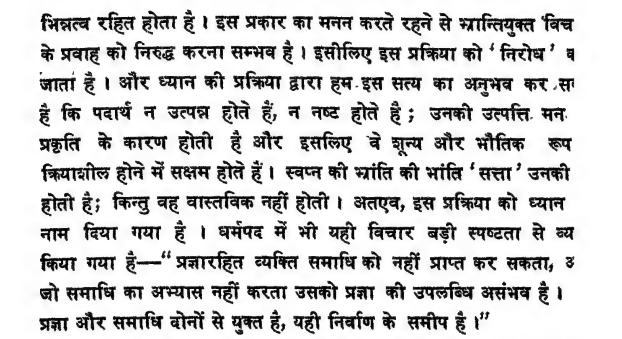 भिन्नत्व रहित होता है । इस प्रकार का मनन करते रहने से भ्रान्तियुक्त विच
के प्रवाह को निरुद्ध करना सम्भव है । इसीलिए इस प्रक्रिया को ' निरोध ' व
जाता है । और ध्यान की प्रक्रिया द्वारा हम इस सत्य का अनुभव कर स
है कि पदार्थ न उत्पन्न होते हैं, न नष्ट होते है ; उनकी उत्पत्ति मन
प्रकृति के कारण होती है और इसलिए वे शून्य और भौतिक रूप
क्रियाशील होने में सक्षम होते हैं । स्वप्न की भ्रांति की भांति ' सत्ता ' उनकी
होती है; किन्तु वह वास्तविक नहीं होती । अतएव, इस प्रक्रिया को ध्यान
नाम दिया गया है । धर्मपद में भी यही विचार बड़ी स्पष्टता से व्य
किया गया है—" प्रज्ञारहित व्यक्ति समाधि को नहीं प्राप्त कर सकता, अ
जो समाधि का अभ्यास नहीं करता उसको प्रज्ञा की उपलब्धि असंभव है ।
प्रज्ञा और समाधि दोनों से युक्त है, यही निर्वाण के समीप है ।"